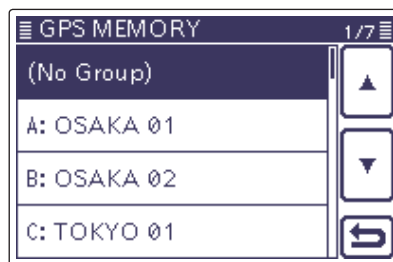 GPS MEMORY 1/7
(No Group)
A: OSAKA 01
B: OSAKA 02
C: TOKYO 01